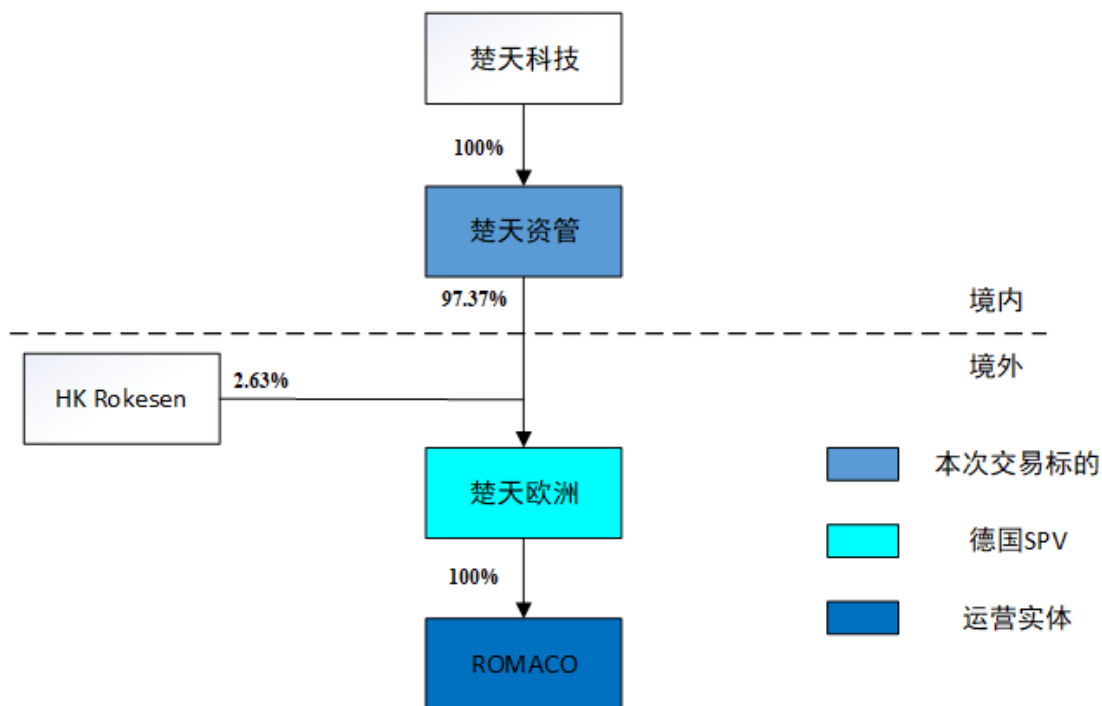 楚天科技
100%
楚天资管
97.37%
境内
境外
HK Rokesen
2.63%
楚天欧洲
100%
ROMACO
本次交易标的
德国SPV
运营实体